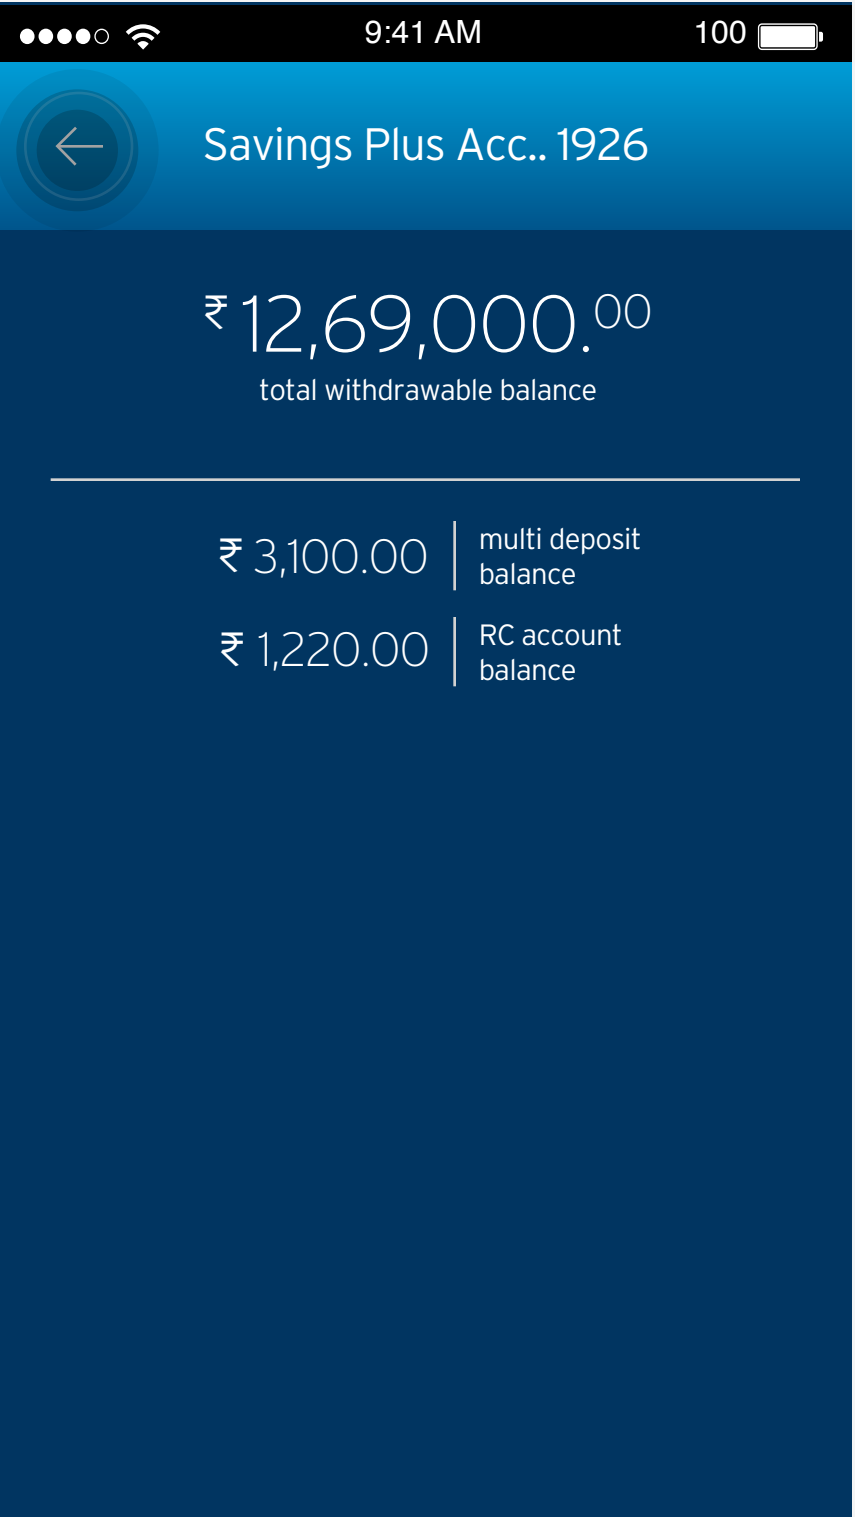 9:41 AM 100
Savings Plus Acc.. 1926
₹ 12,69,000.00
total withdrawable balance
₹ 3,100.00
multi deposit
balance
₹ 1,220.00
RC account
balance